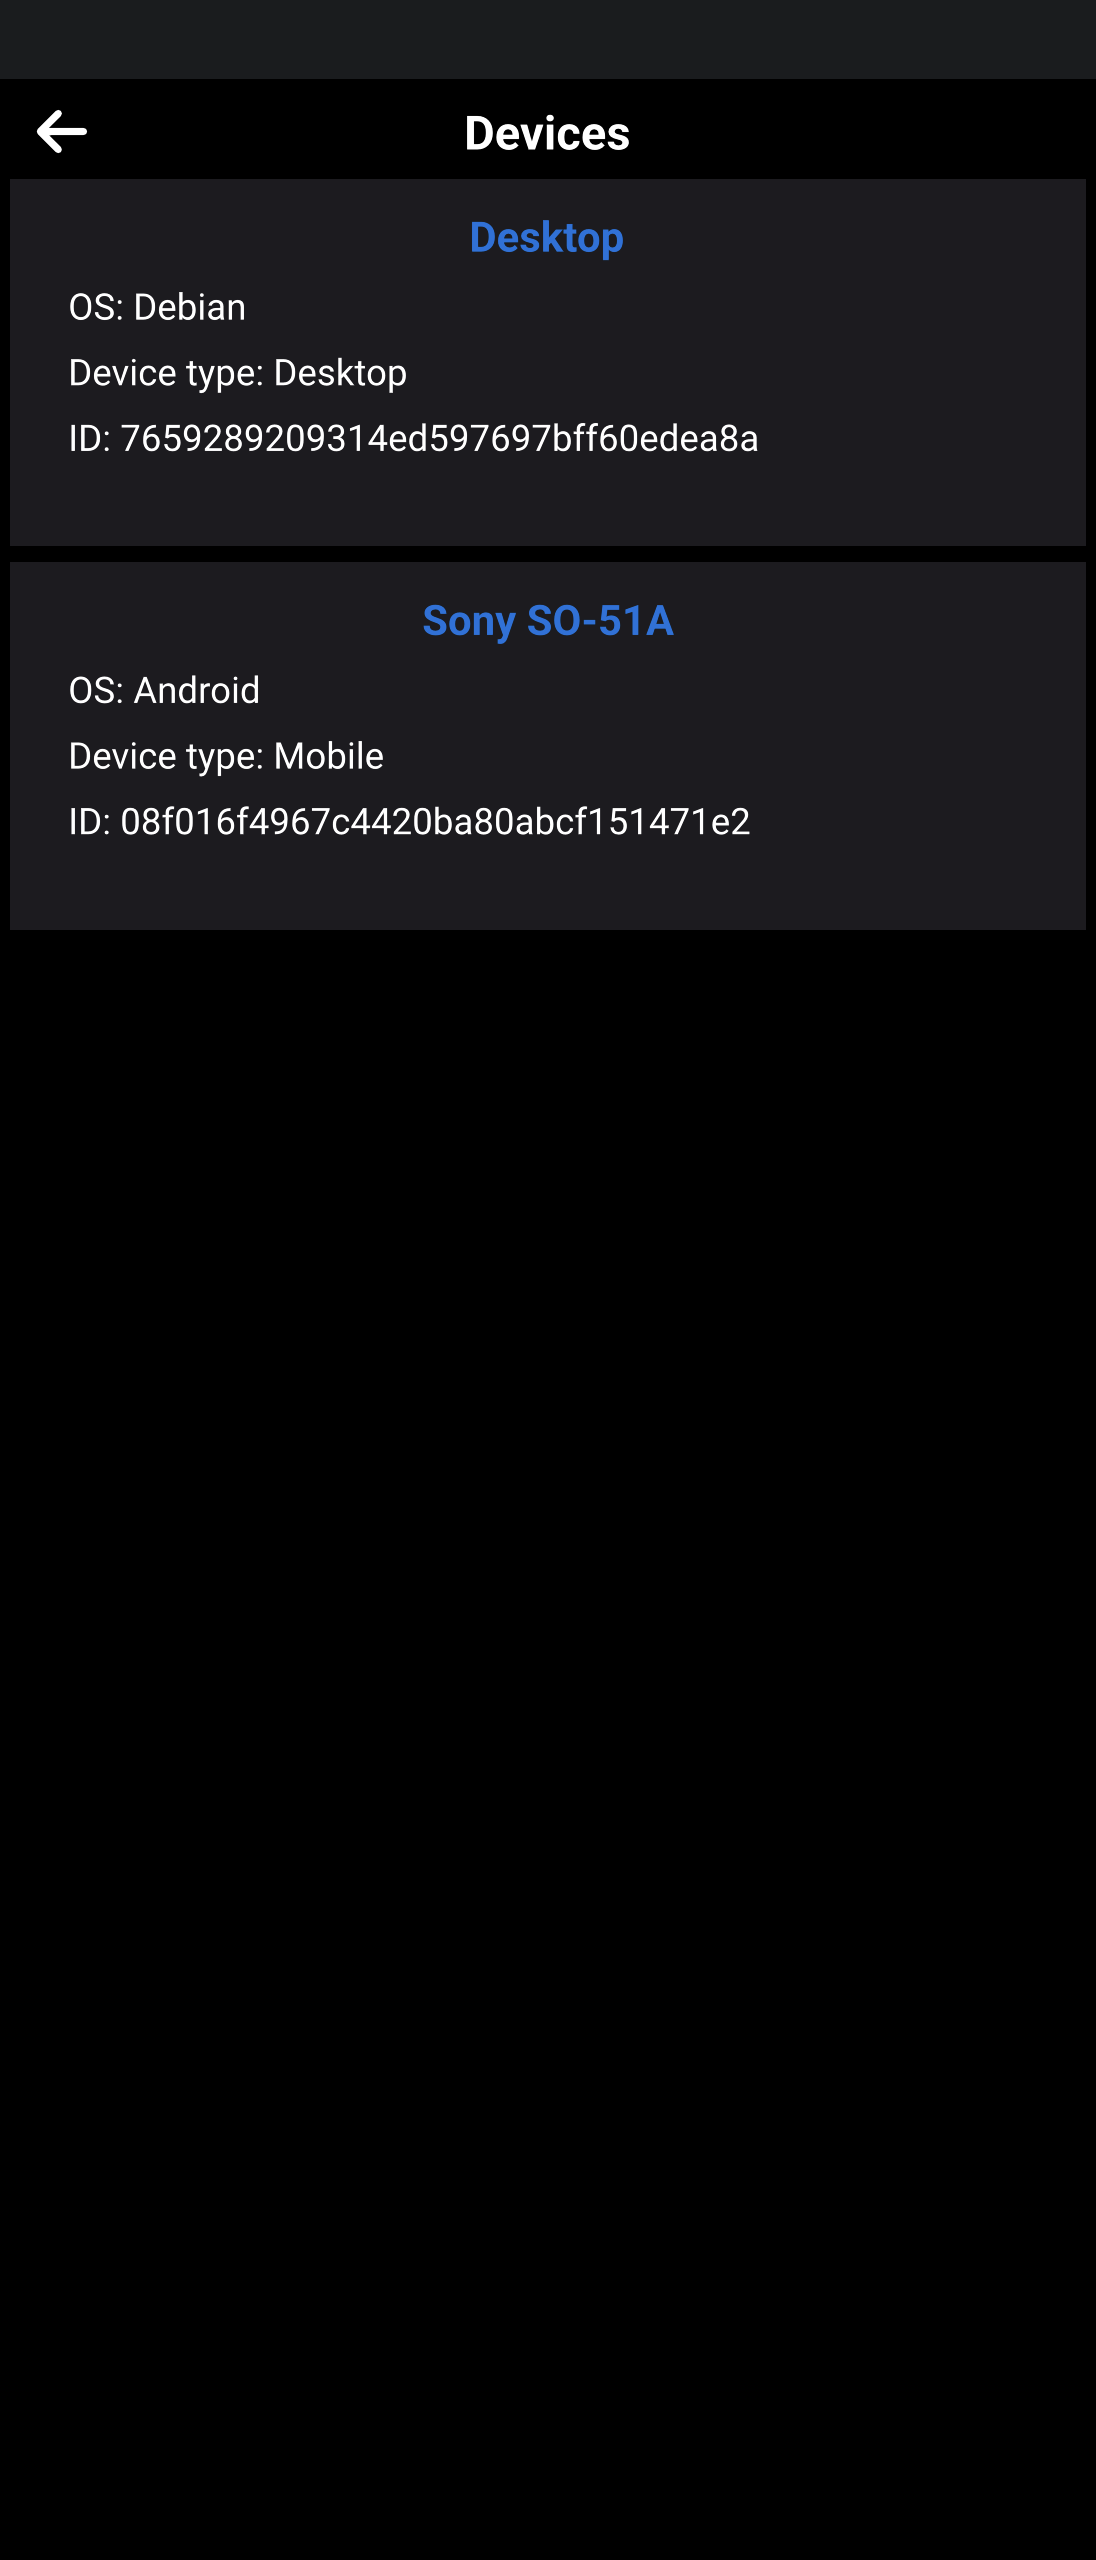 Devices
Desktop
OS: Debian
Device type: Desktop
ID: 7659289209314ed597697bff60edea8a
Sony SO-51A
OS: Android
Device type: Mobile
ID: 08f016f4967c4420ba80abcf151471e2